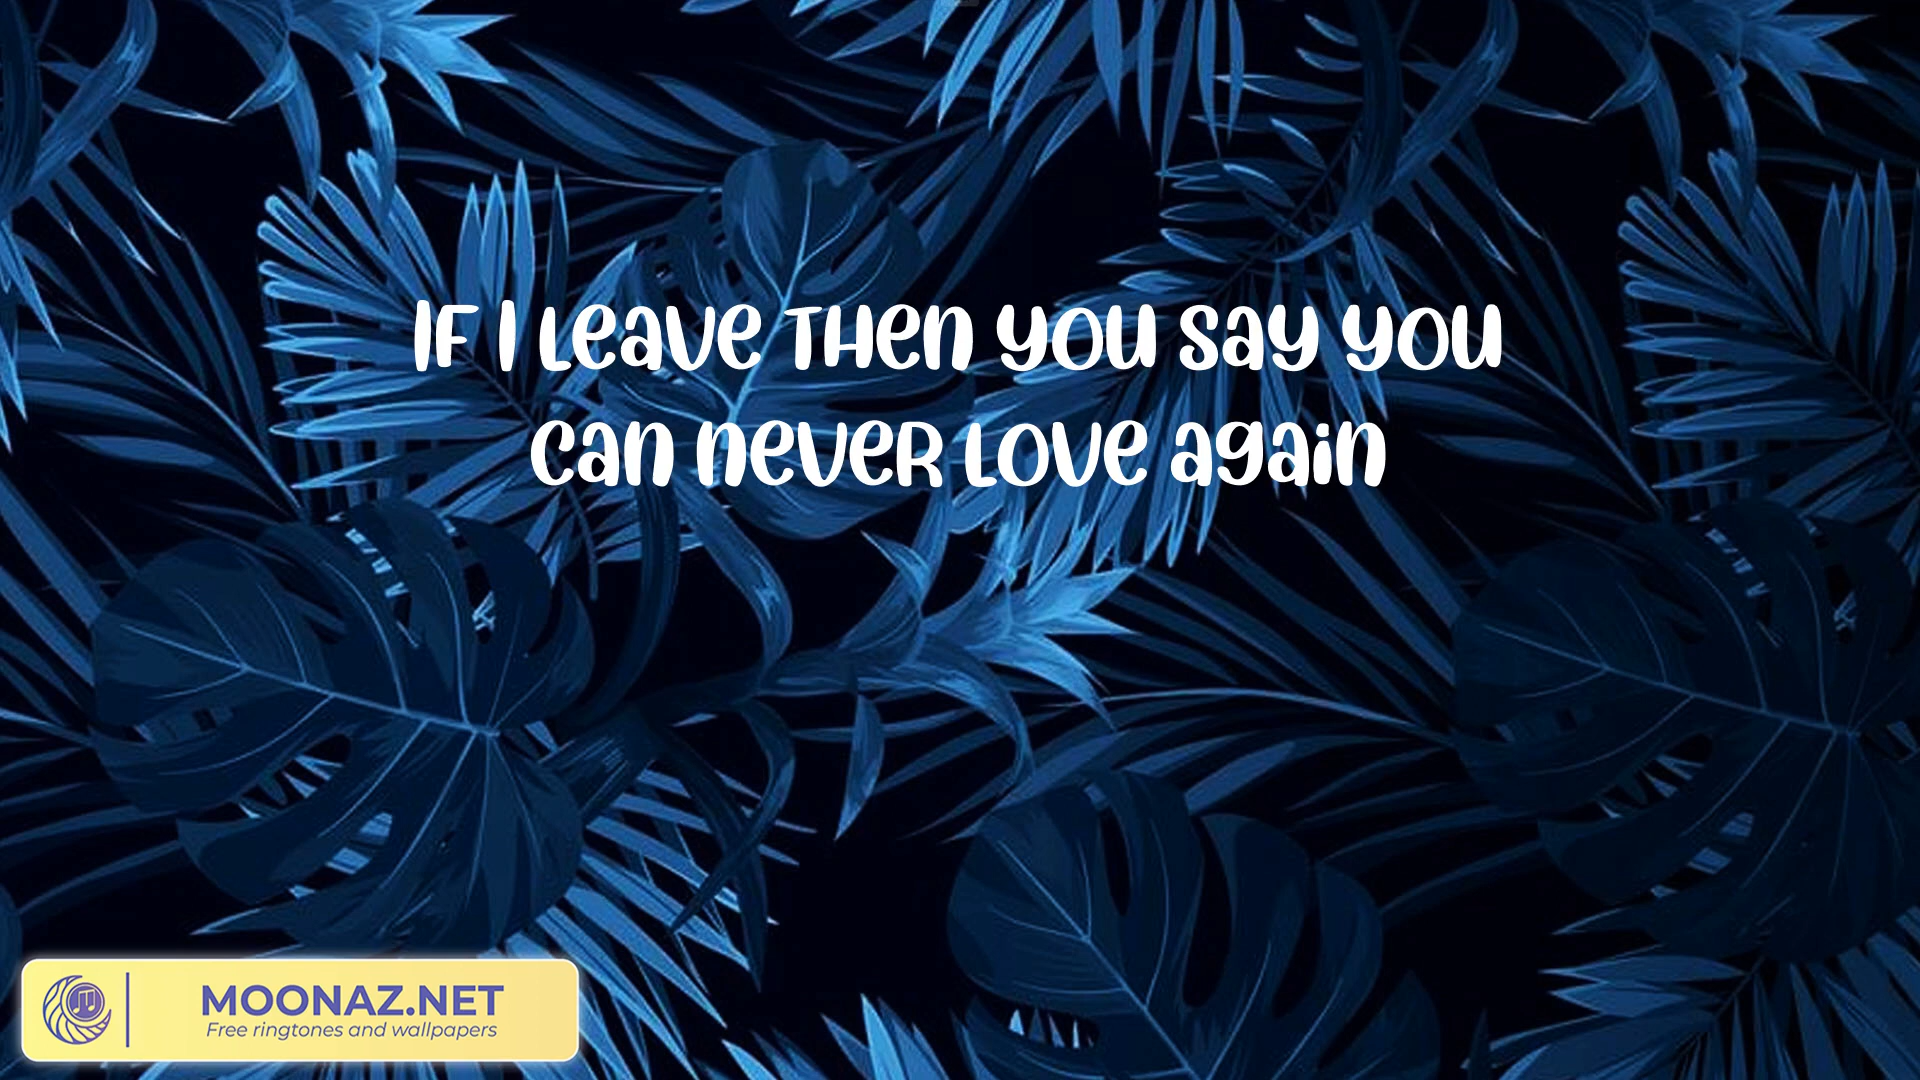 IF I Leave THen you say you
can never Love again
MOONAZ.NET
Free ringtones and wallpapers